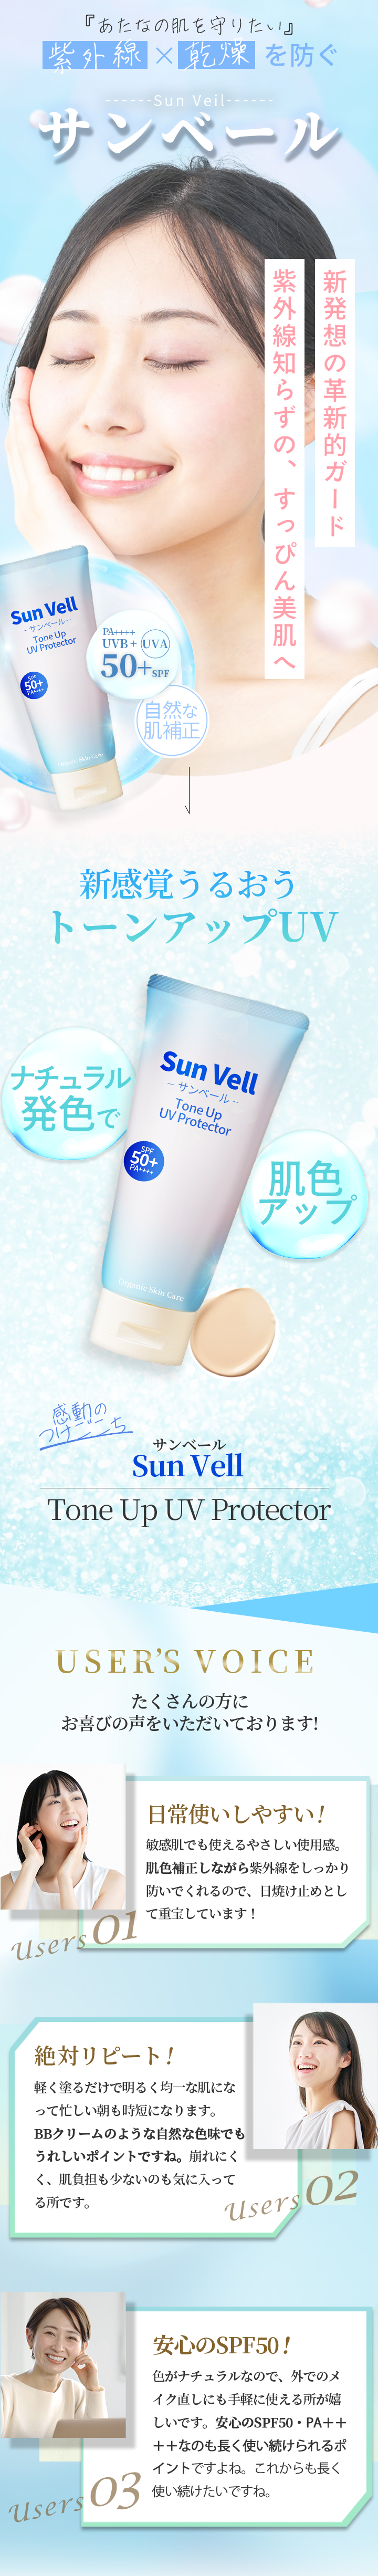 『あたなの肌を守りたい』
紫外線×乾燥を防ぐ
------Sun Veil------
サンベール
新発想の革新的ガード
紫外線知らずの、すっぴん美肌へ
Sun Vell
－サンベール－
Tone Up
UV Protector
SPF
50+
PA++++
Organic Skin Care
PA++++
UVB + UVA
50+SPF
自然な
肌補正
新感覚うるおう
トーンアップUV
ナチュラル
発色で
Sun Vell
－サンベール－
Tone Up
UV Protector
SPF
50+
PA++++
Organic Skin Care
肌色
アップ
感動の
つけごこち
サンベール
Sun Vell
Tone Up UV Protector
USER'S VOICE
たくさんの方に
お喜びの声をいただいております!
日常使いしやすい!
敏感肌でも使えるやさしい使用感。
肌色補正しながら紫外線をしっかり
防いでくれるので、日焼け止めとし
て重宝しています！
Users 01
絶対リピート!
軽く塗るだけで明るく均一な肌にな
って忙しい朝も時短になります。
BBクリームのような自然な色味でも
うれしいポイントですね。崩れにく
く、肌負担も少ないのも気に入って
る所です。
Users 02
安心のSPF50!
色がナチュラルなので、外でのメ
イク直しにも手軽に使える所が嬉
しいです。安心のSPF50・PA＋＋
＋＋なのも長く使い続けられるポ
イントですよね。これからも長く
使い続けたいですね。
Users 03